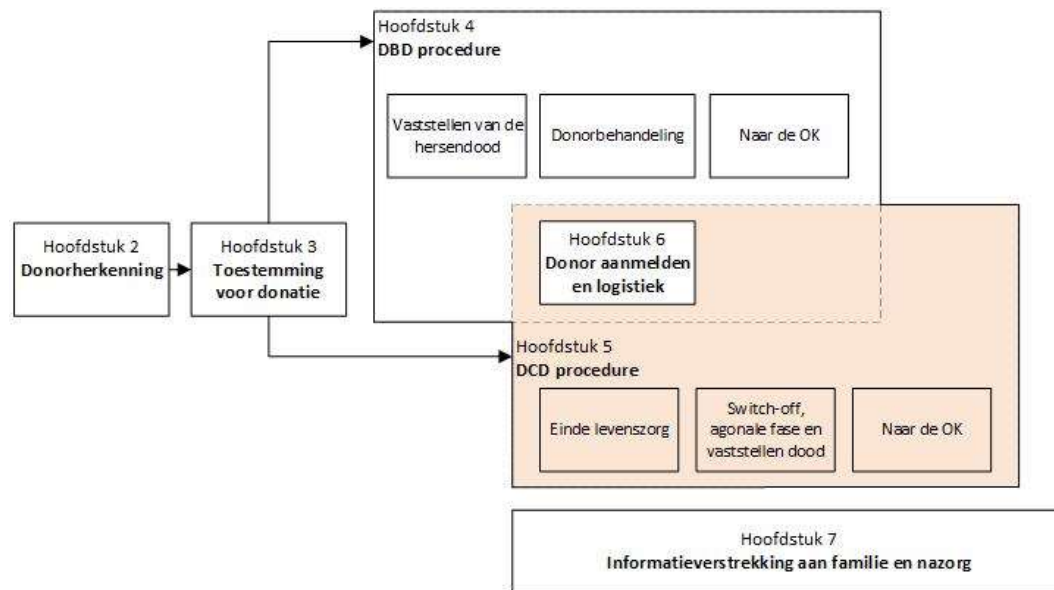 Hoofdstuk 4
DBD procedure
Vaststellen van de
hersendood
Donorbehandeling
Naar de OK
Hoofdstuk 2
Donorherkenning
Hoofdstuk 3
Toestemming
voor donatie
Hoofdstuk 6
Donor aanmelden
en logistiek
Hoofdstuk 5
DCD procedure
Einde levenszorg
Switch-off,
agonale fase en
vaststellen dood
Naar de OK
Hoofdstuk 7
Informatieverstrekking aan familie en nazorg